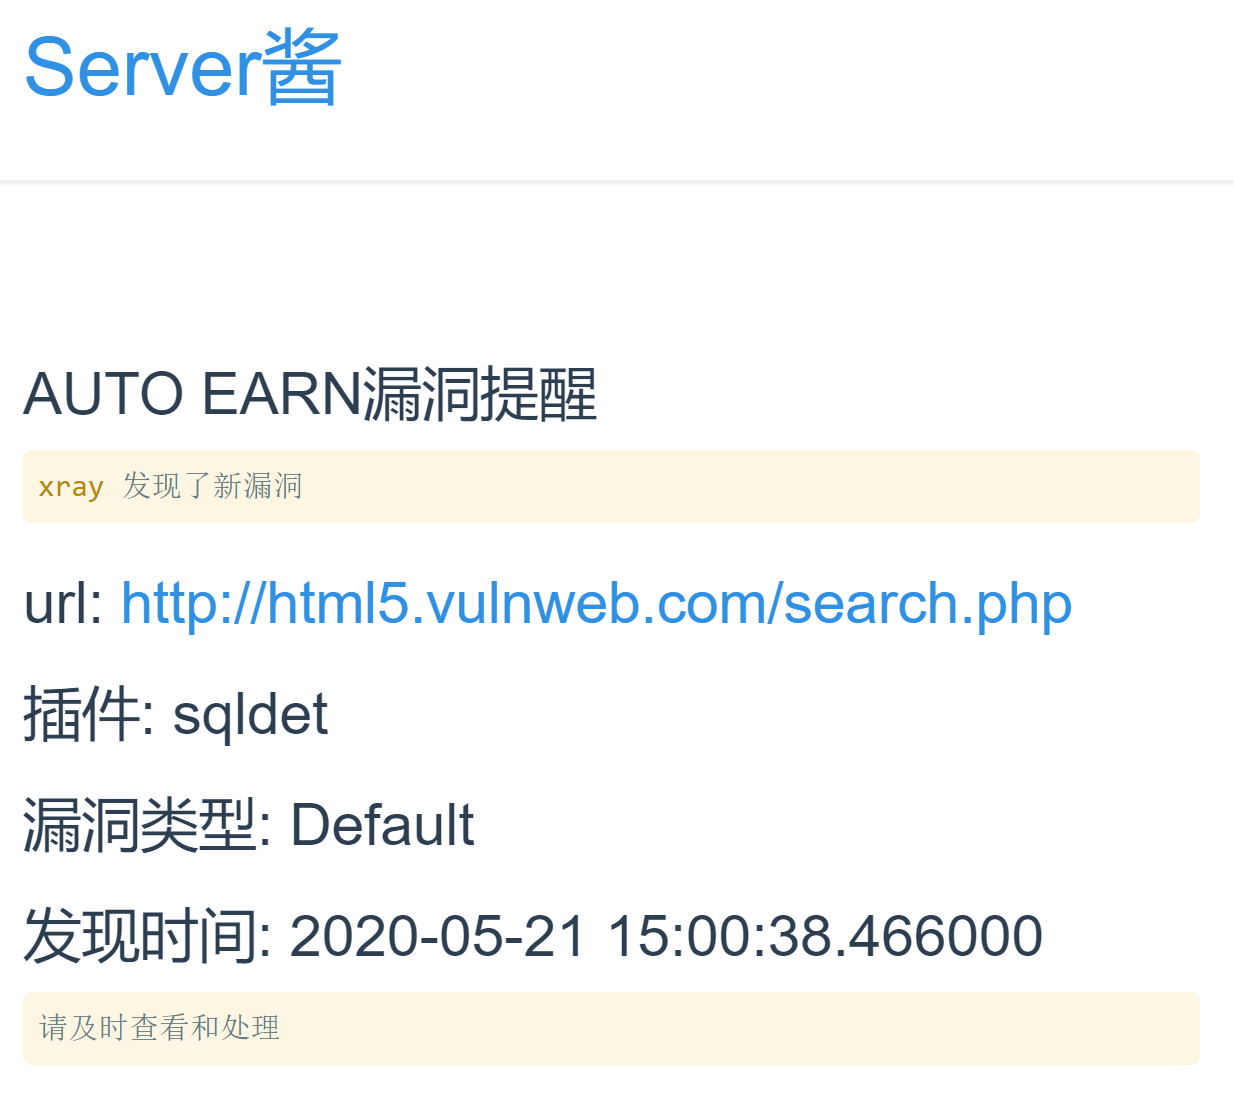 Server酱
AUTO EARN漏洞提醒
xray 发现了新漏洞
url: http://html5.vulnweb.com/search.php
插件: sqldet
漏洞类型: Default
发现时间: 2020-05-21 15:00:38.466000
请及时查看和处理